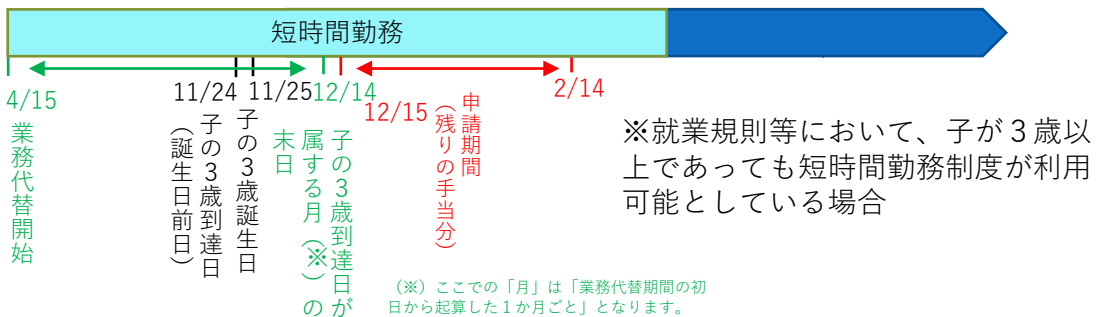 短時間勤務
4/15
業務代替開始
11/24
子の３歳到達日
（誕生日前日）
11/25
子の３歳誕生日
12/14
子の３歳到達日が
属する月（※）の
末日
12/15
申請期間
（残りの手当分）
2/14
※就業規則等において、子が３歳以
上であっても短時間勤務制度が利用
可能としている場合
（※）ここでの「月」は「業務代替期間の初
日から起算した１か月ごと」となります。